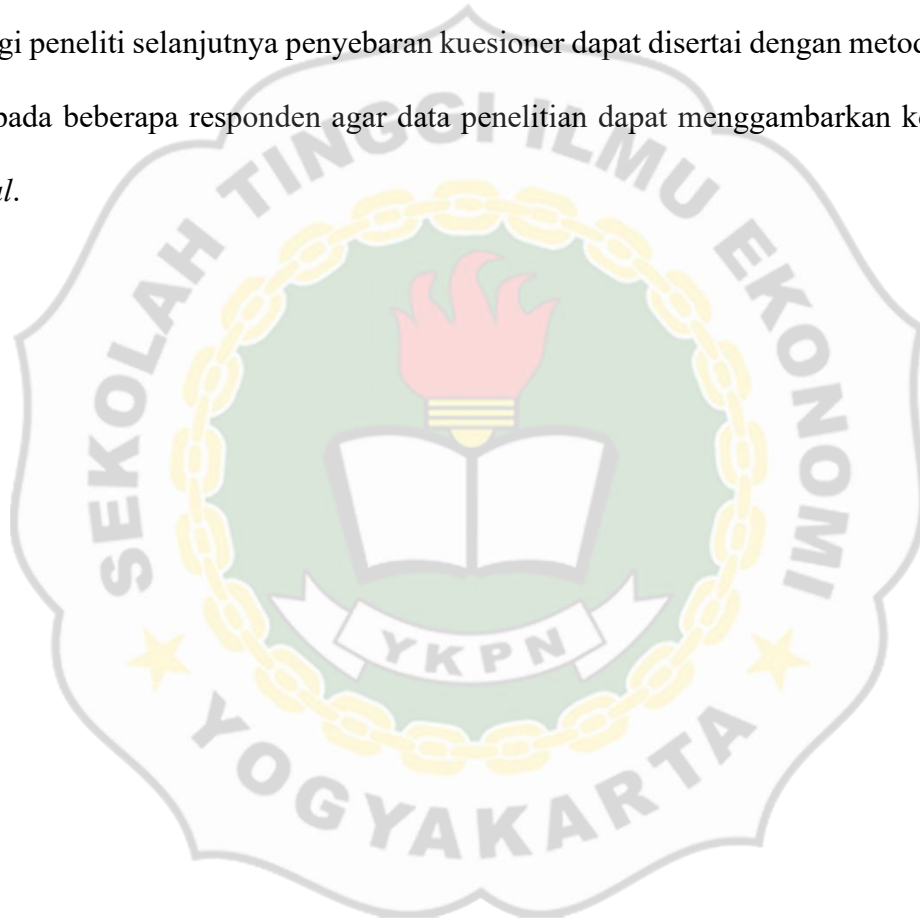 gi peneliti selanjutnya penyebaran kuesioner dapat disertai dengan metod
pada beberapa responden agar data penelitian dapat menggambarkan k
al.
SEKOLAH TINGGI ILMU EKONOMI
YKPN
YOGYAKARTA